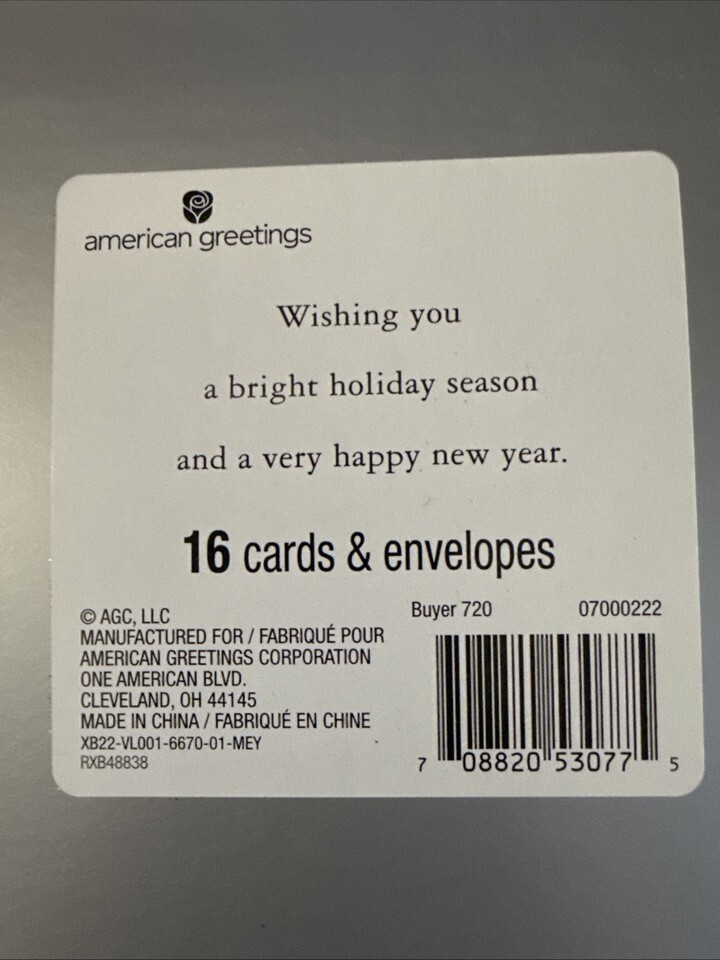 american greetings
Wishing you
a bright holiday season
and a very happy new year.
16 cards & envelopes
© AGC, LLC
MANUFACTURED FOR / FABRIQUÉ POUR
AMERICAN GREETINGS CORPORATION
ONE AMERICAN BLVD.
CLEVELAND, OH 44145
MADE IN CHINA / FABRIQUÉ EN CHINE
XB22-VL001-6670-01-MEY
RXB48838
Buyer 720 07000222
7 08820 53077 5